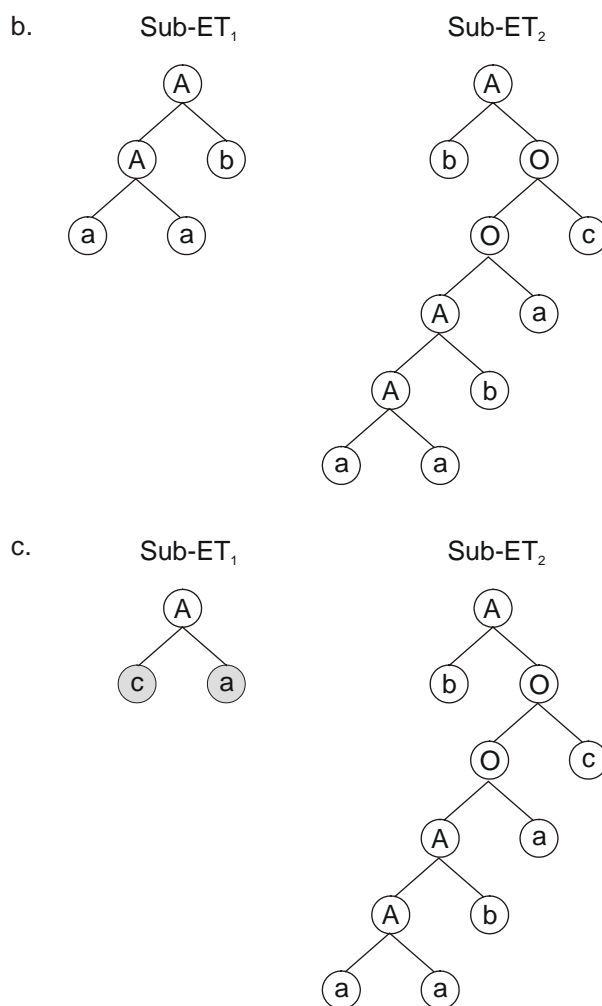 b. Sub-ET₁ Sub-ET₂
A A
A b b O
a a O c
A a
A b
a a
c. Sub-ET₁ Sub-ET₂
A A
c a b O
O c
A a
A b
a a